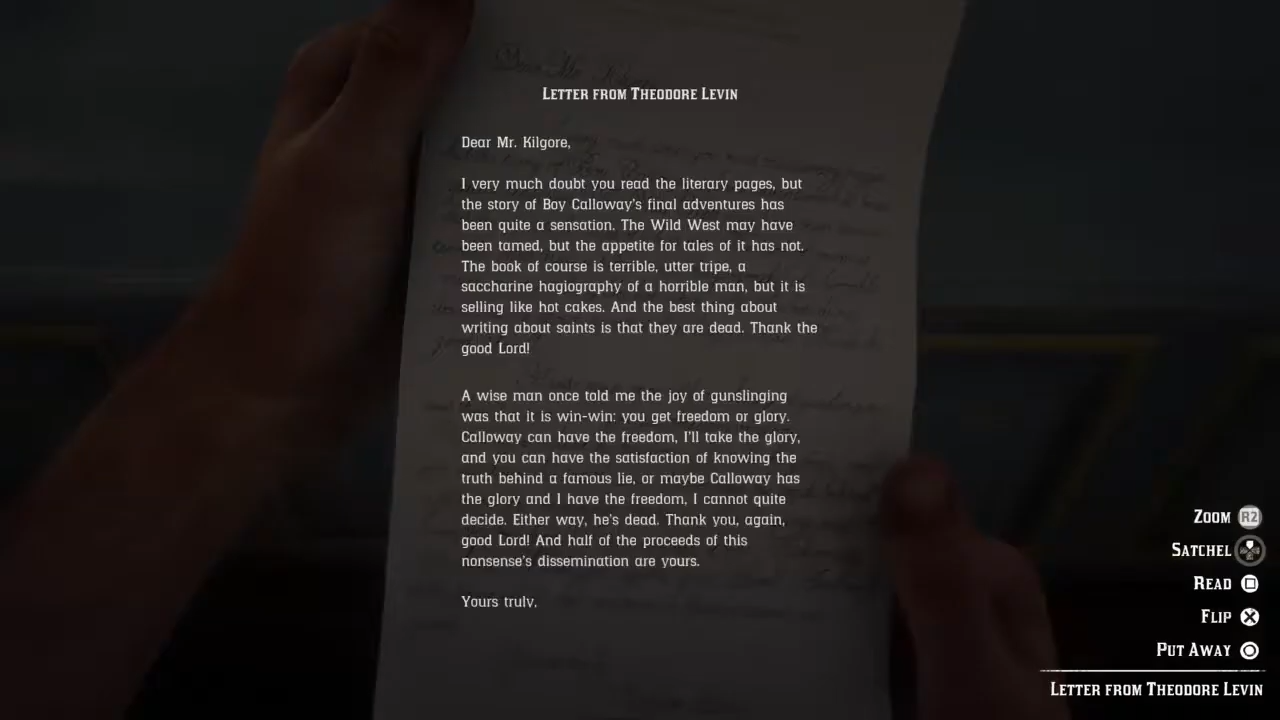 LETTER FROM THEODORE LEVIN
Dear Mr. Kilgore,
I very much doubt you read the literary pages, but
the story of Boy Calloway's final adventures has
been quite a sensation. The Wild West may have
been tamed, but the appetite for tales of it has not.
The book of course is terrible, utter tripe, a
saccharine hagiography of a horrible man, but it is
selling like hot cakes. And the best thing about
writing about saints is that they are dead. Thank the
good Lord!
A wise man once told me the joy of gunslinging
was that it is win-win: you get freedom or glory.
Calloway can have the freedom, I'll take the glory,
and you can have the satisfaction of knowing the
truth behind a famous lie, or maybe Calloway has
the glory and I have the freedom, I cannot quite
decide. Either way, he's dead. Thank you, again,
good Lord! And half of the proceeds of this
nonsense's dissemination are yours.
Yours truly,
ZOOM R2
SATCHEL
READ
FLIP
PUT AWAY
LETTER FROM THEODORE LEVIN